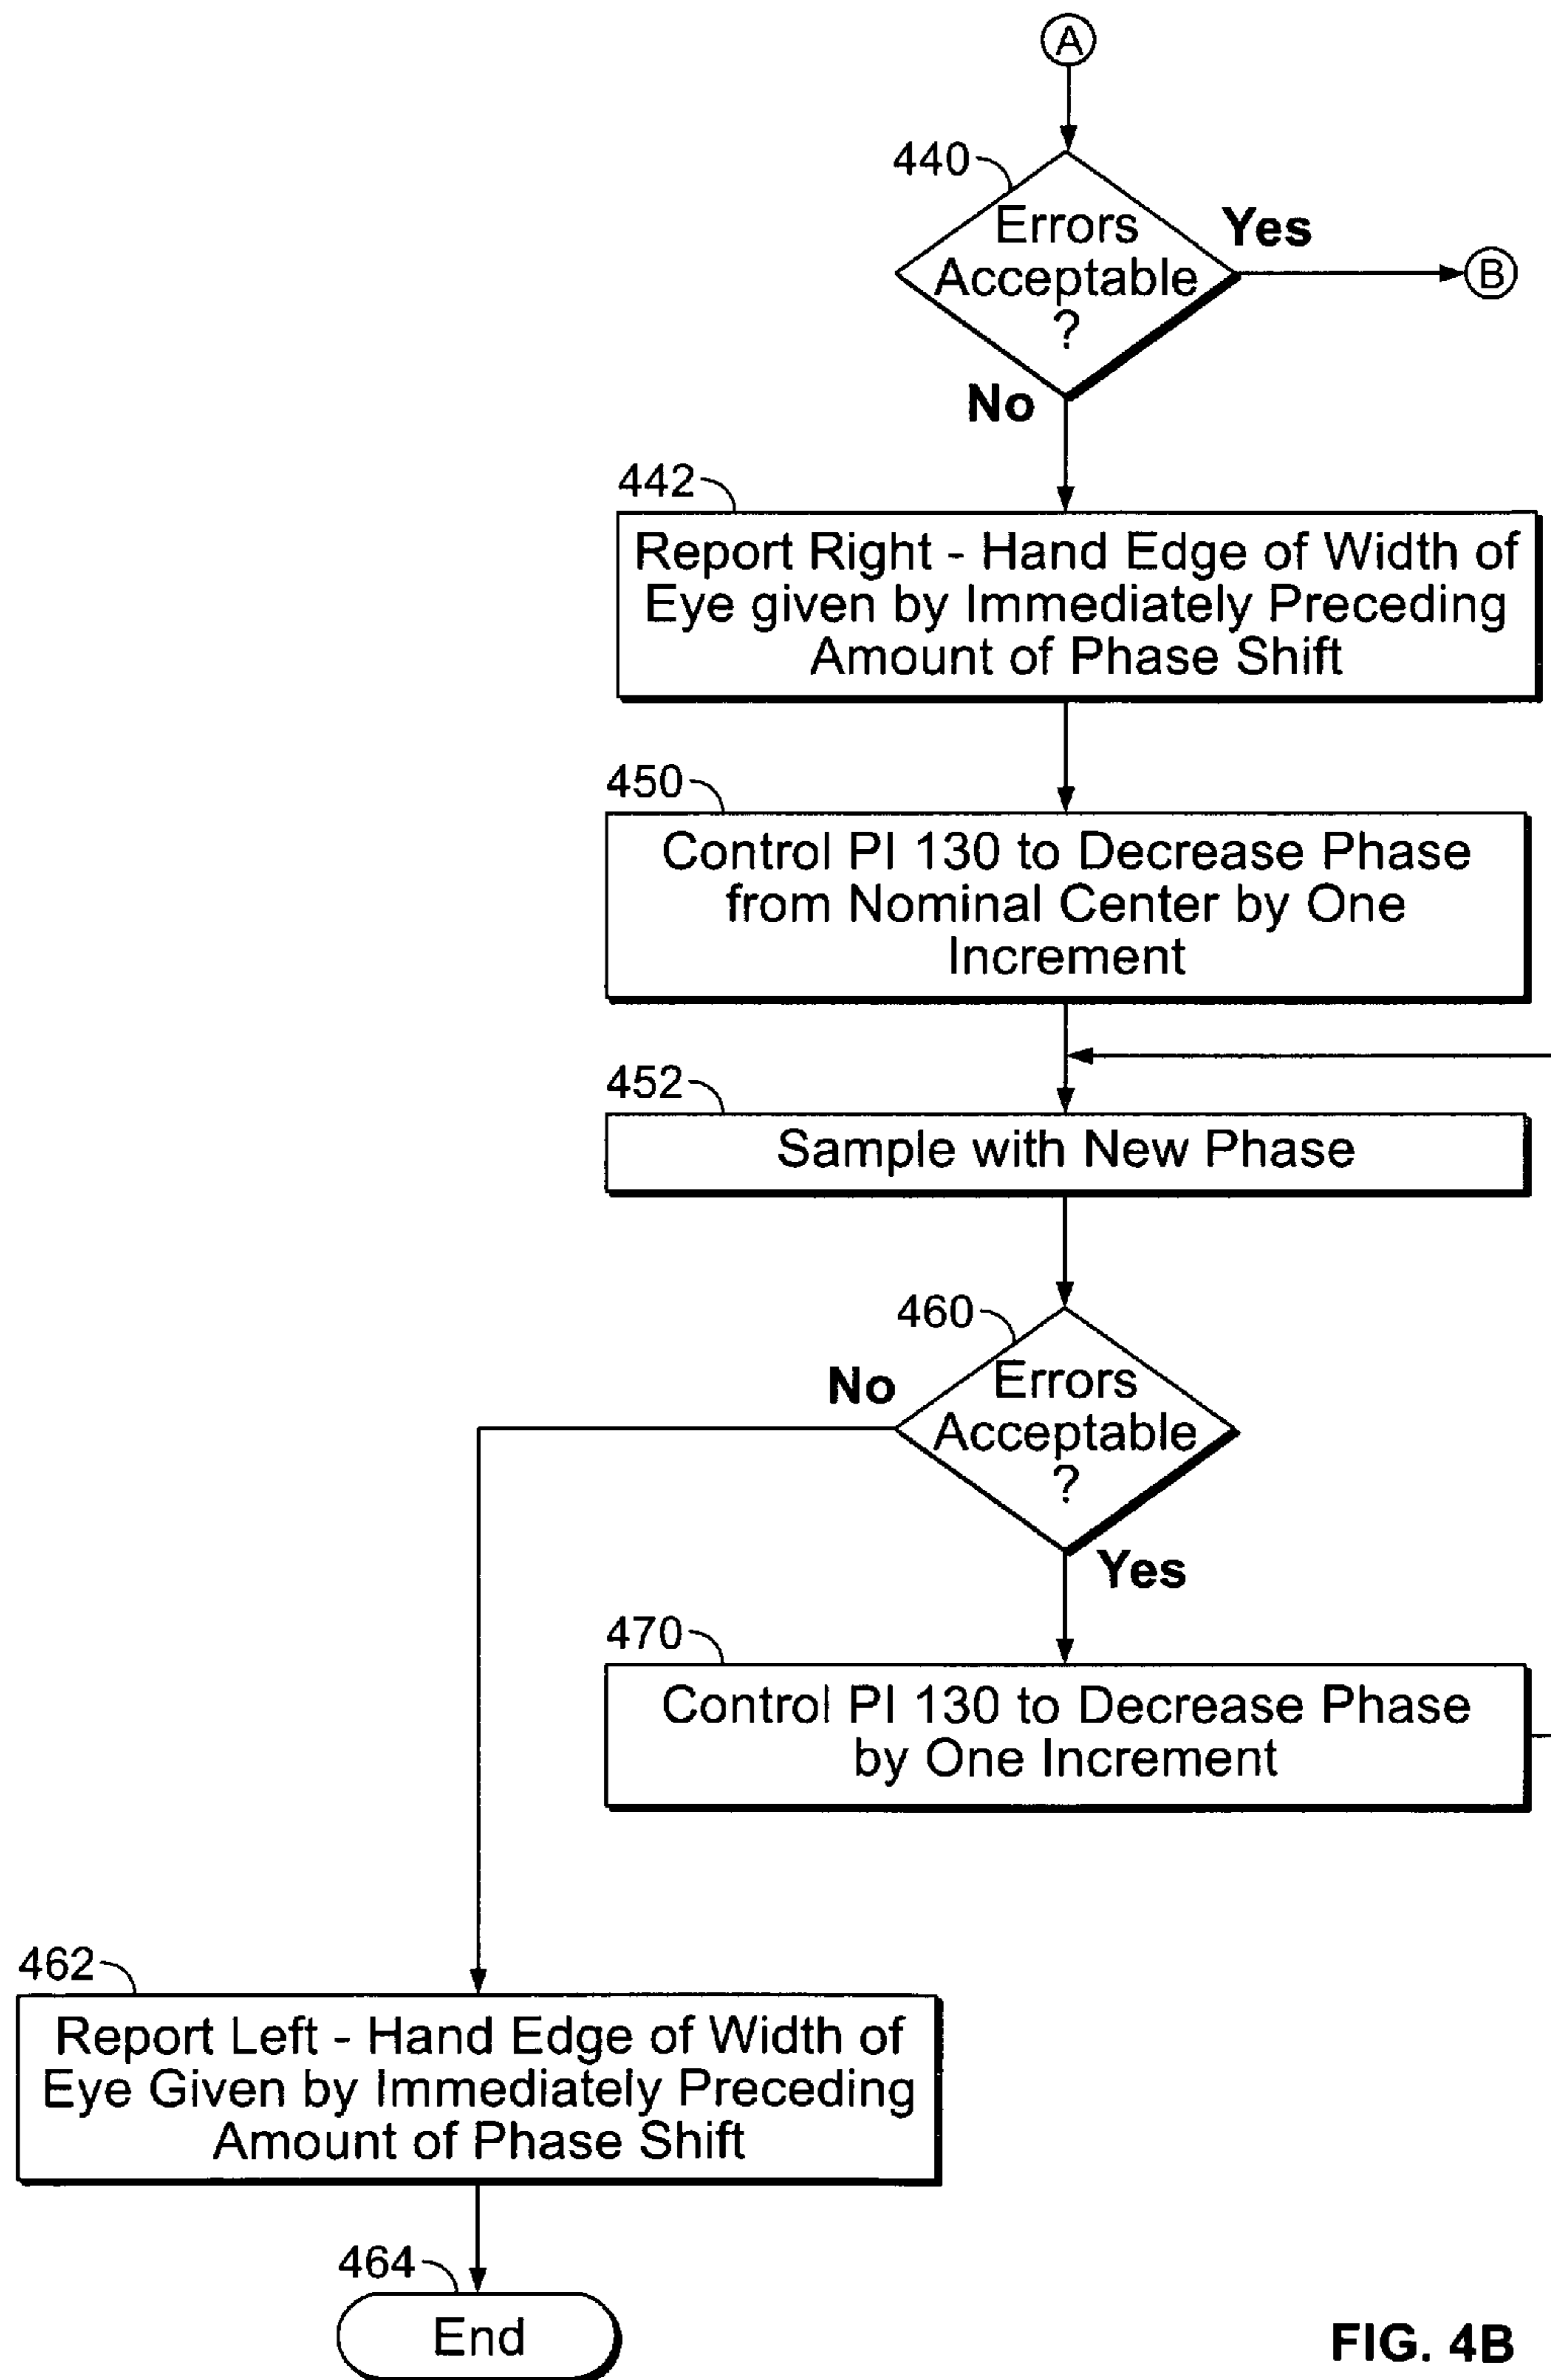 A
440
Errors
Acceptable
?
Yes
B
No
442
Report Right - Hand Edge of Width of
Eye given by Immediately Preceding
Amount of Phase Shift
450
Control PI 130 to Decrease Phase
from Nominal Center by One
Increment
452
Sample with New Phase
460
Errors
Acceptable
?
No
Yes
470
Control PI 130 to Decrease Phase
by One Increment
462
Report Left - Hand Edge of Width of
Eye Given by Immediately Preceding
Amount of Phase Shift
464
End
FIG. 4B